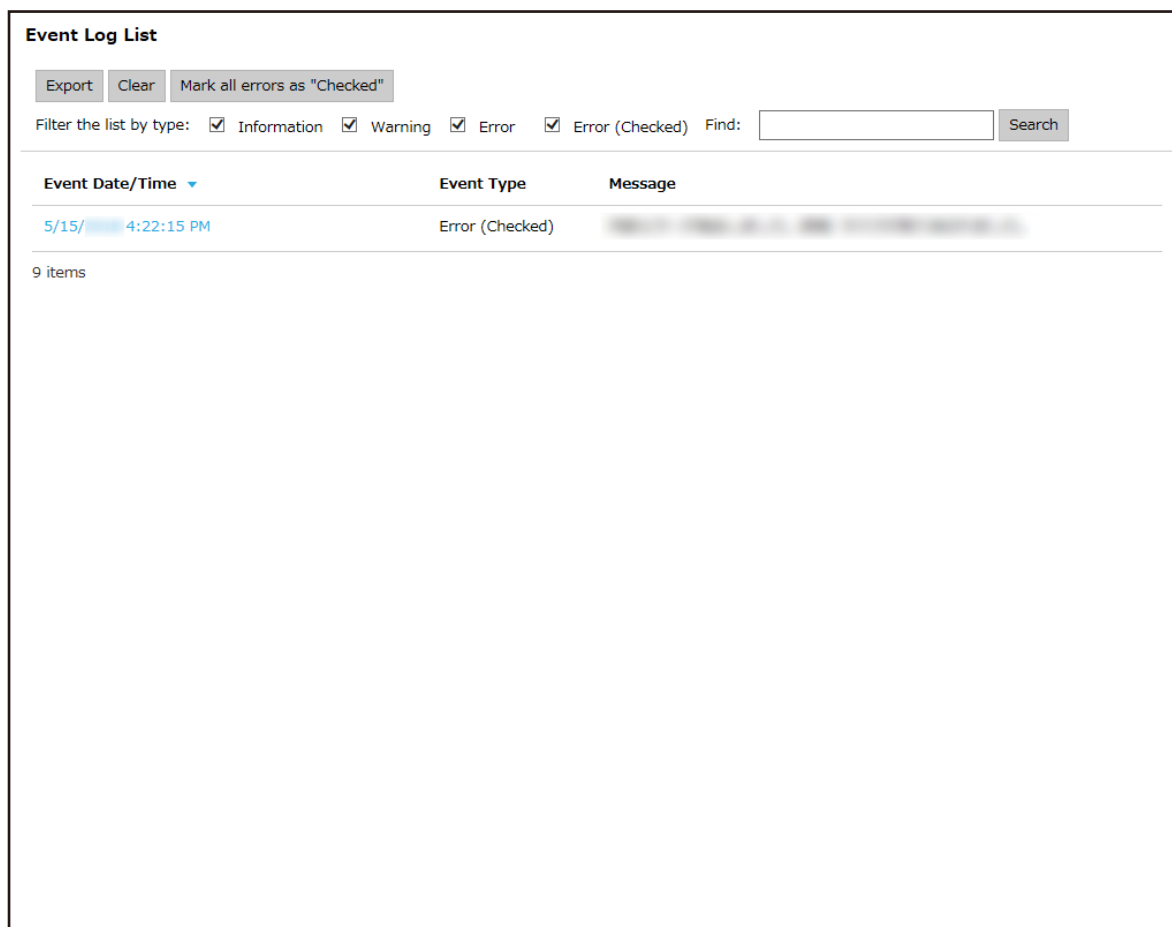 Event Log List
Export Clear Mark all errors as "Checked"
Filter the list by type: Information Warning Error Error (Checked) Find: Search
Event Date/Time Event Type Message
5/15/ 4:22:15 PM Error (Checked)
9 items